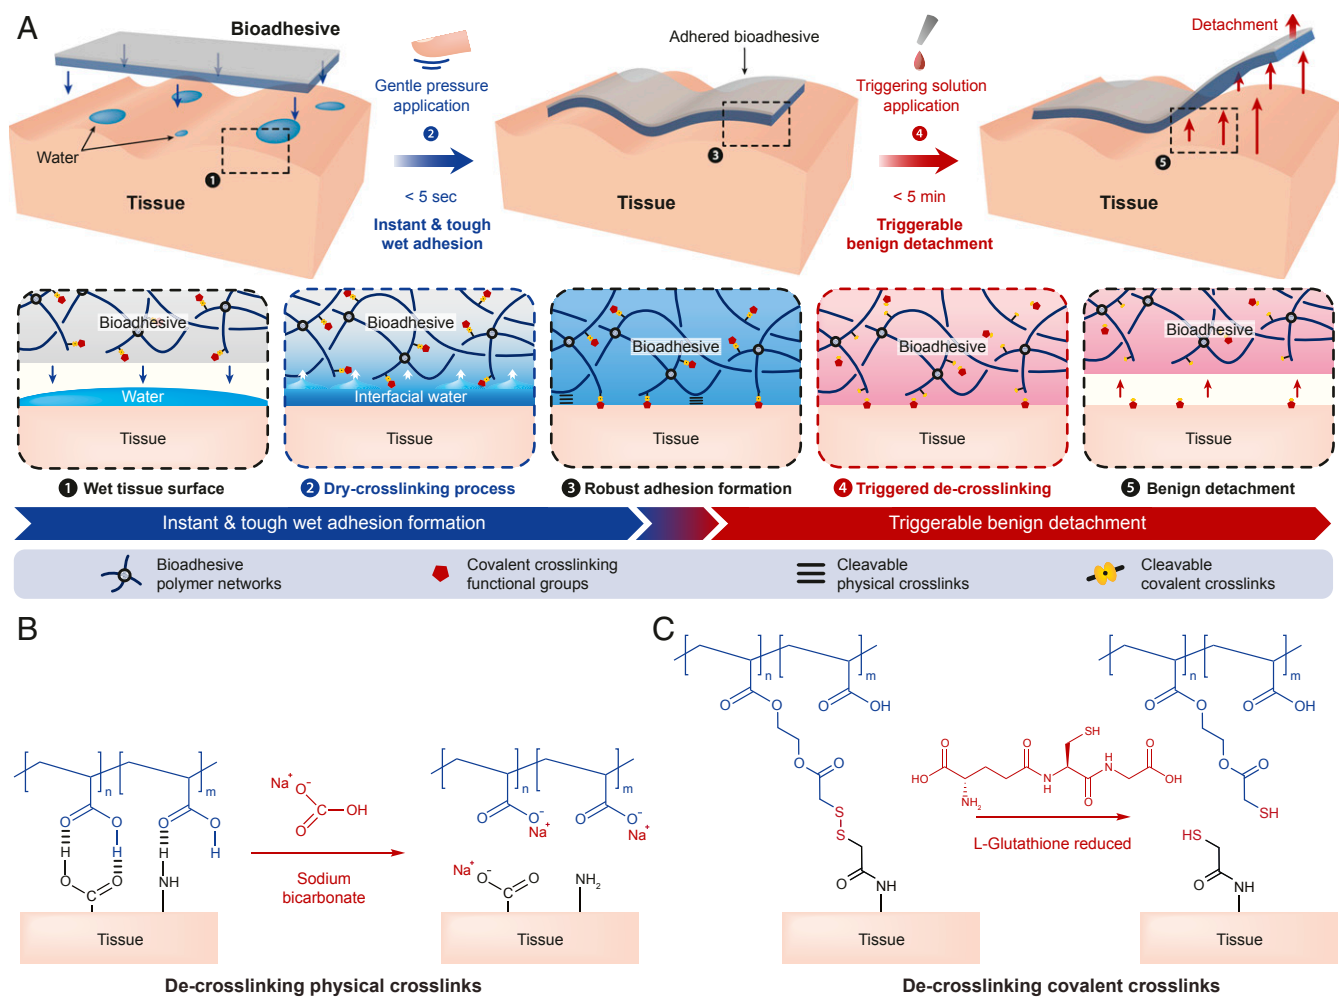 A
Bioadhesive
Water
Tissue
1
Gentle pressure
application
2
< 5 sec
Instant & tough
wet adhesion
Adhered bioadhesive
3
Tissue
Triggering solution
application
4
< 5 min
Triggerable
benign detachment
Detachment
5
Tissue
Bioadhesive
Water
Tissue
Bioadhesive
Interfacial water
Tissue
Bioadhesive
Tissue
Bioadhesive
Tissue
Bioadhesive
Tissue
1 Wet tissue surface
2 Dry-crosslinking process
3 Robust adhesion formation
4 Triggered de-crosslinking
5 Benign detachment
Instant & tough wet adhesion formation
Triggerable benign detachment
Bioadhesive
polymer networks
Covalent crosslinking
functional groups
Cleavable
physical crosslinks
Cleavable
covalent crosslinks
B
n
m
O
O
O
O
H
H
H
H
O
C
O
NH
Tissue
Na+
O-
C
OH
O
Sodium
bicarbonate
n
m
O
O-
Na+
O
O-
Na+
Na+
O-
C
O
NH2
Tissue
De-crosslinking physical crosslinks
C
n
m
O
O
O
OH
O
O
S
S
O
NH
Tissue
SH
O
O
H
N
O
HO
NH2
N
H
O
OH
L-Glutathione reduced
n
m
O
O
O
OH
O
O
SH
HS
O
NH
Tissue
De-crosslinking covalent crosslinks